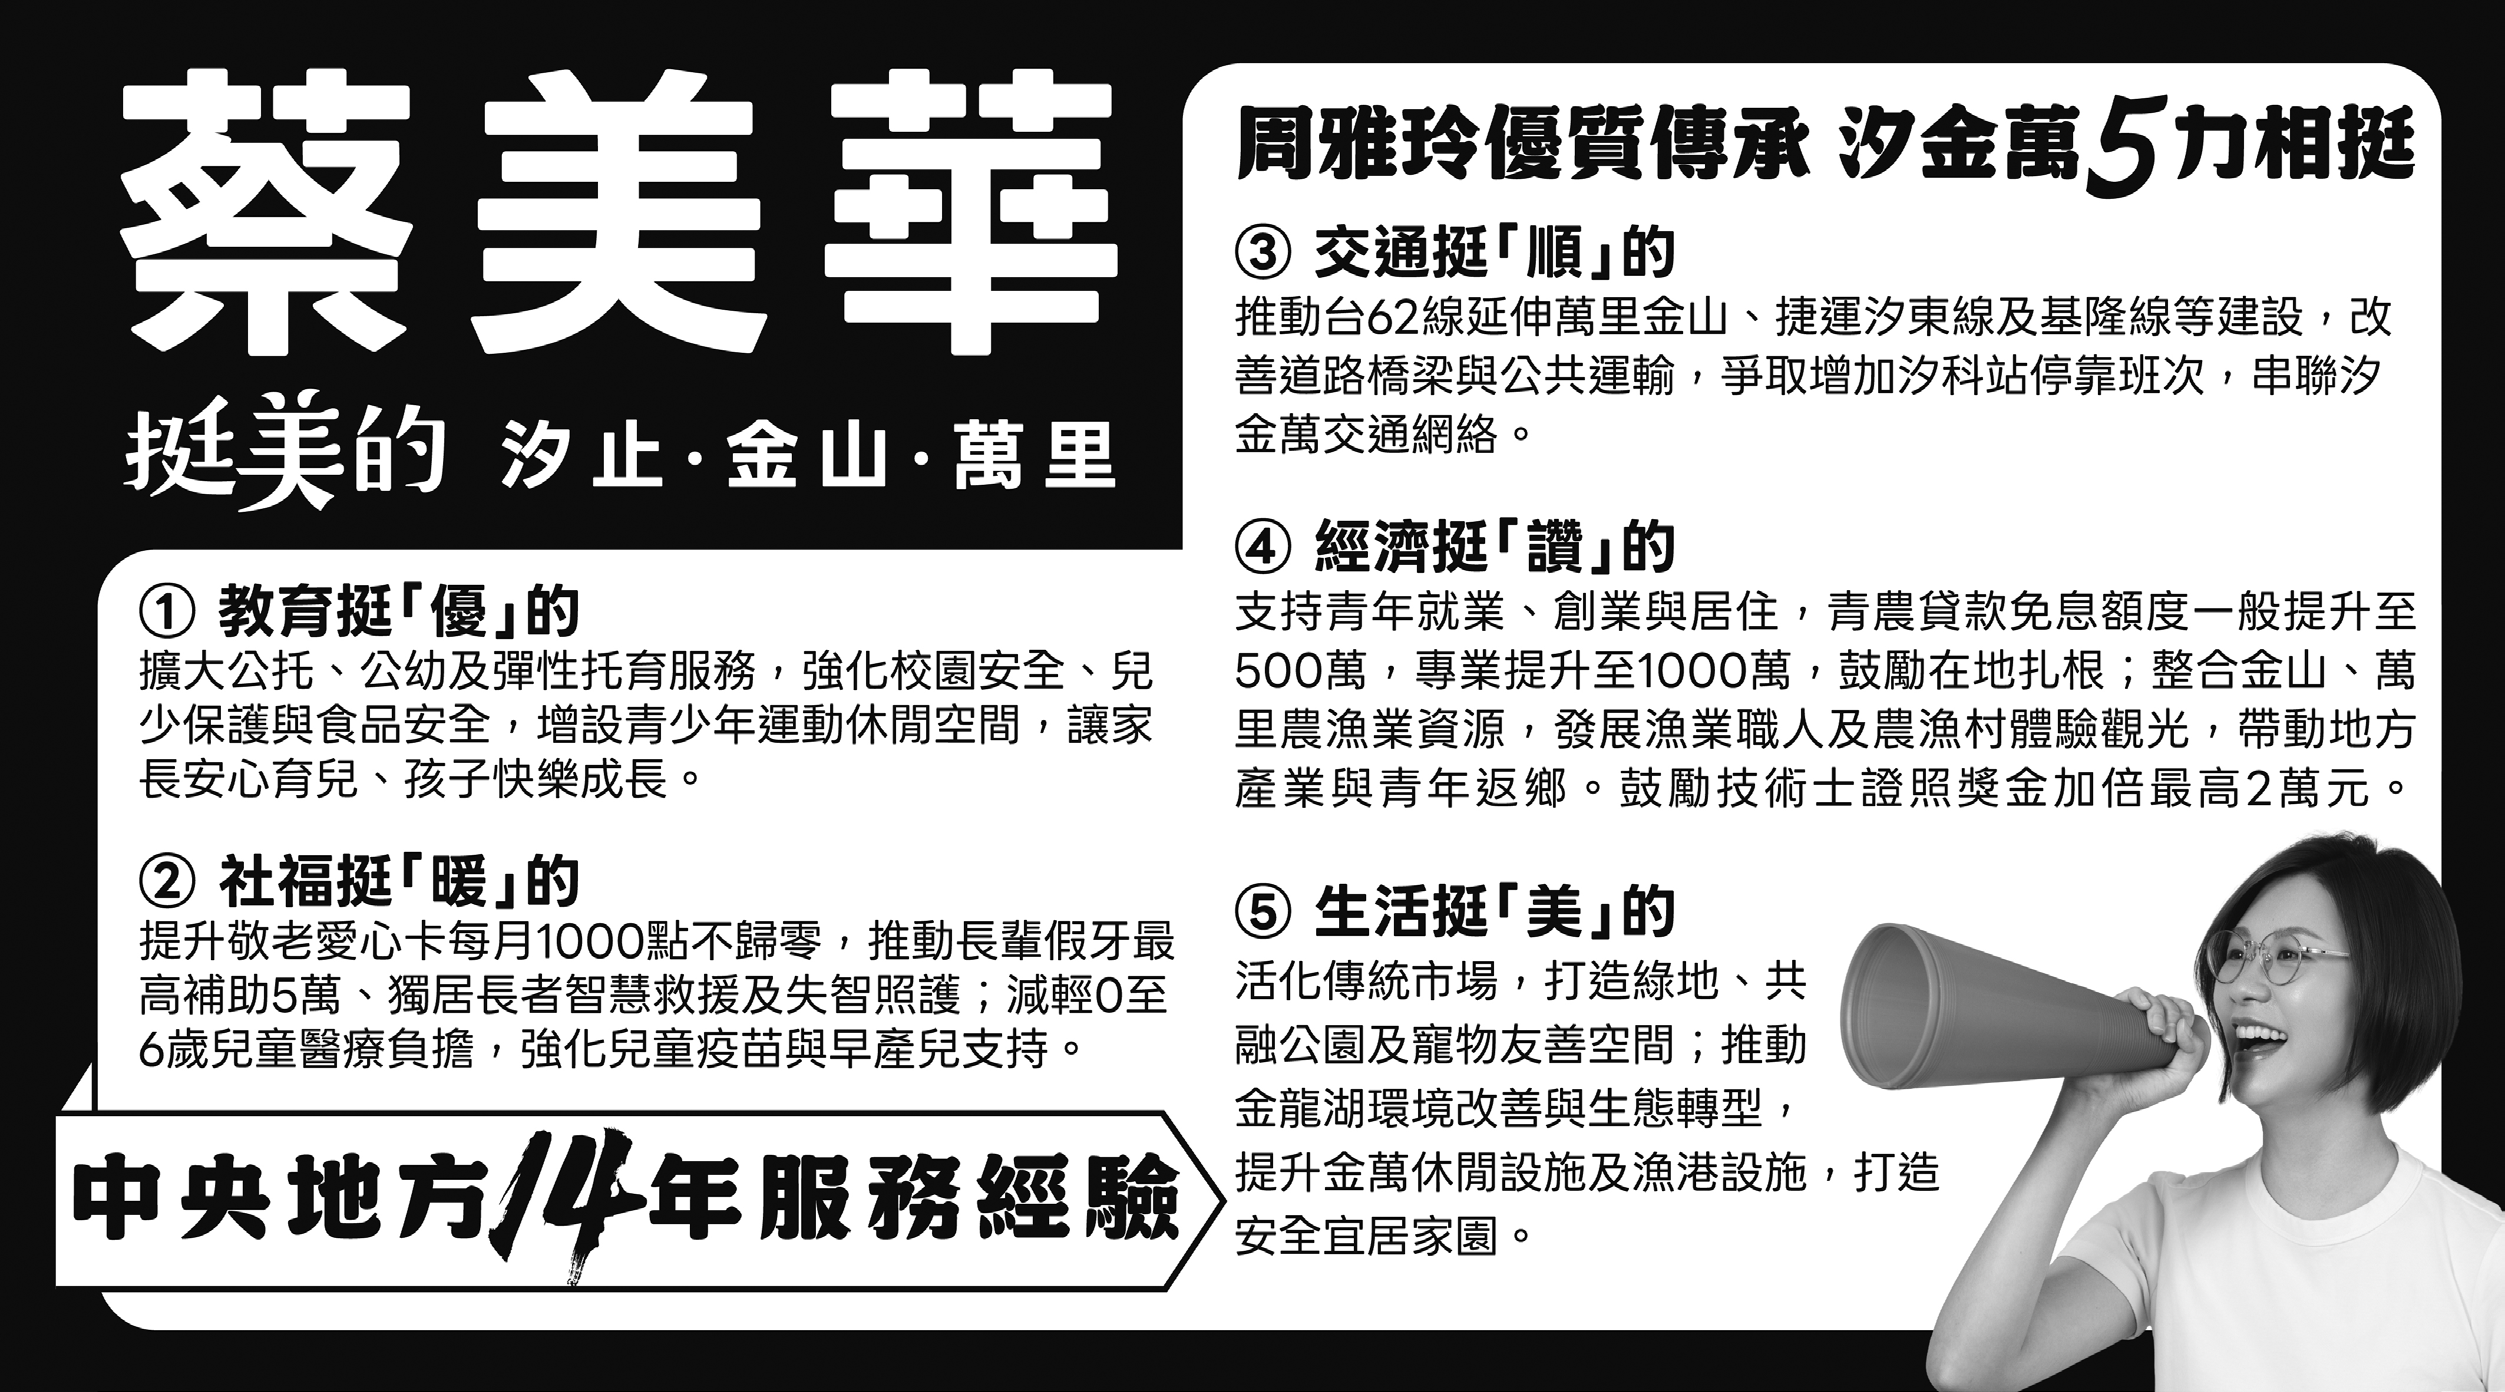 蔡美華
挺美的 汐止·金山·萬里
① 教育挺「優」的
擴大公托、公幼及彈性托育服務，強化校園安全、兒
少保護與食品安全，增設青少年運動休閒空間，讓家
長安心育兒、孩子快樂成長。
② 社福挺「暖」的
提升敬老愛心卡每月1000點不歸零，推動長輩假牙最
高補助5萬、獨居長者智慧救援及失智照護；減輕0至
6歲兒童醫療負擔，強化兒童疫苗與早產兒支持。
中央地方14年服務經驗
周雅玲優質傳承 汐金萬5力相挺
③ 交通挺「順」的
推動台62線延伸萬里金山、捷運汐東線及基隆線等建設，改
善道路橋梁與公共運輸，爭取增加汐科站停靠班次，串聯汐
金萬交通網絡。
④ 經濟挺「讚」的
支持青年就業、創業與居住，青農貸款免息額度一般提升至
500萬，專業提升至1000萬，鼓勵在地扎根；整合金山、萬
里農漁業資源，發展漁業職人及農漁村體驗觀光，帶動地方
產業與青年返鄉。鼓勵技術士證照獎金加倍最高2萬元。
⑤ 生活挺「美」的
活化傳統市場，打造綠地、共
融公園及寵物友善空間；推動
金龍湖環境改善與生態轉型，
提升金萬休閒設施及漁港設施，打造
安全宜居家園。